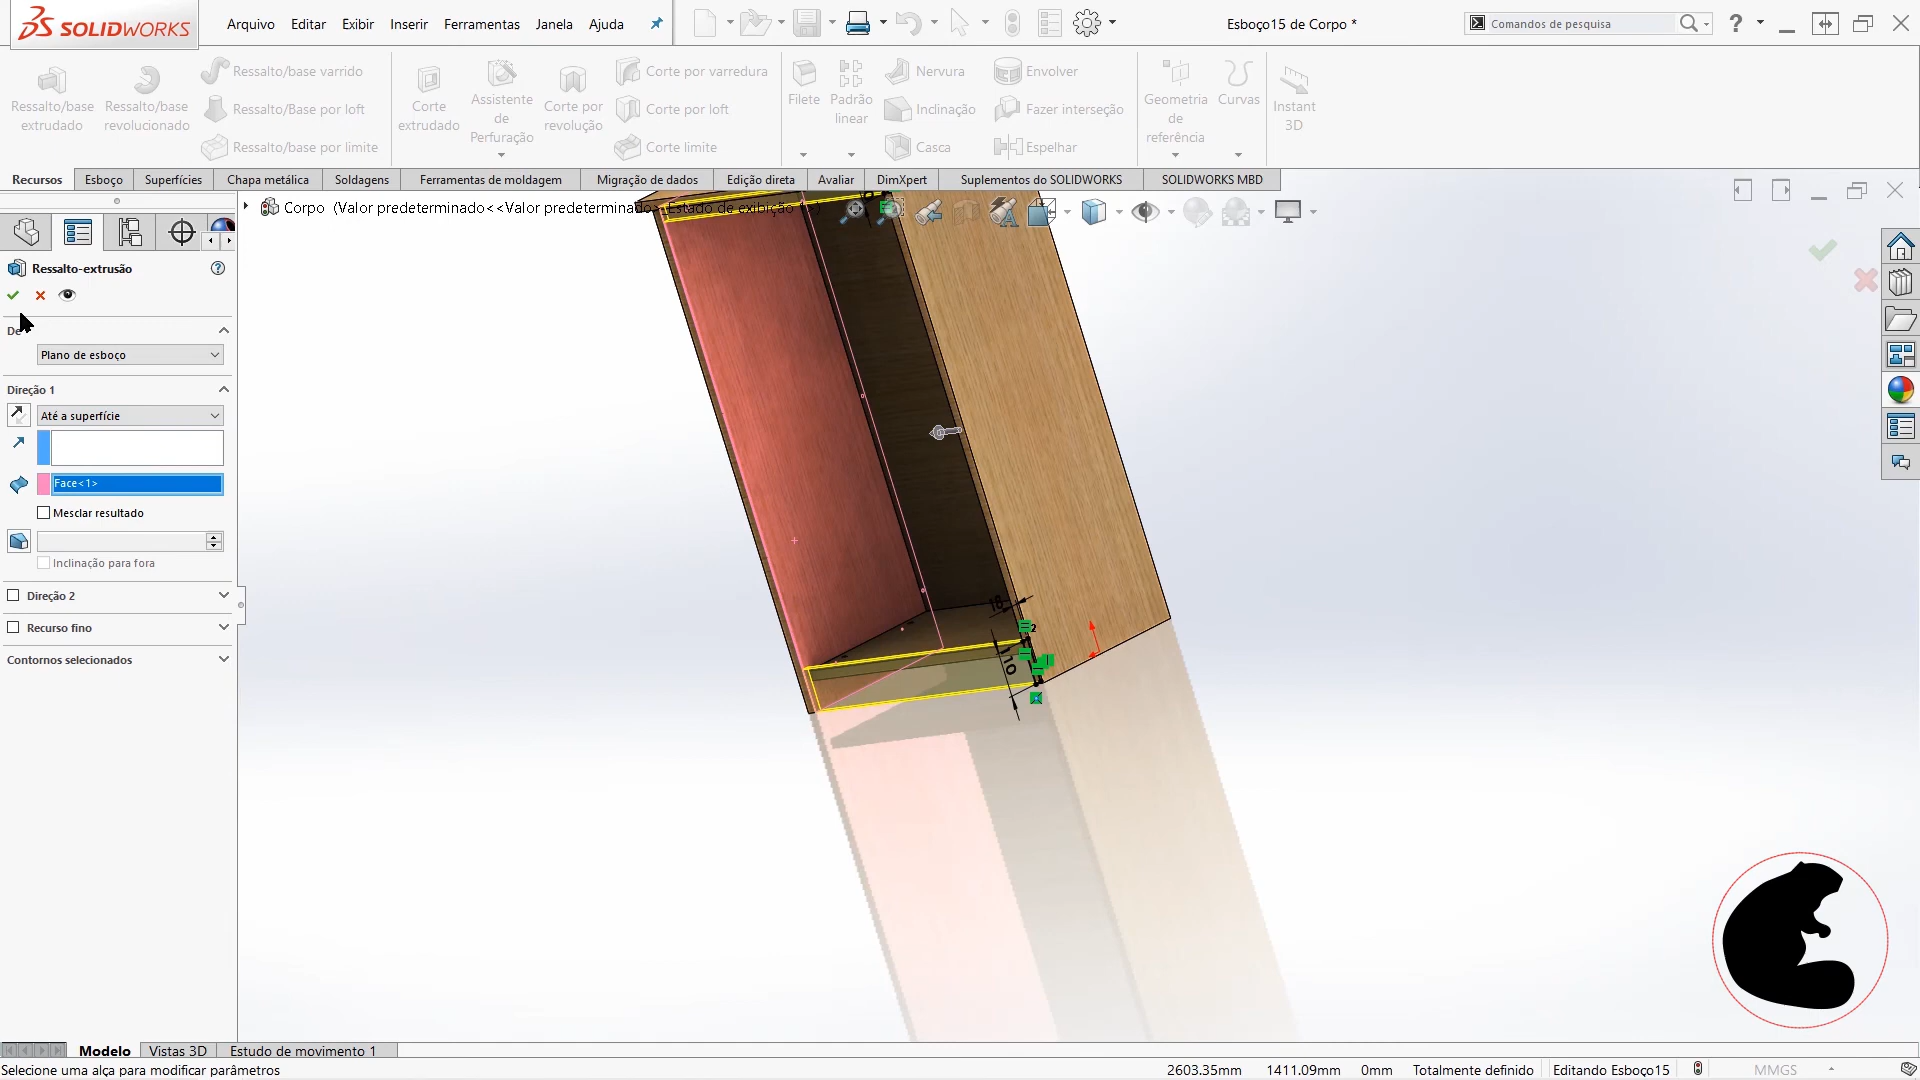 SOLIDWORKS
Arquivo Editar Exibir Inserir Ferramentas Janela Ajuda
Esboço15 de Corpo *
Comandos de pesquisa
?
Ressalto/base extrudado
Ressalto/base revolucionado
Ressalto/base varrido
Ressalto/Base por loft
Ressalto/base por limite
Corte extrudado
Assistente de Perfuração
Corte por revolução
Corte por varredura
Corte por loft
Corte limite
Filete
Padrão linear
Nervura
Inclinação
Casca
Envolver
Fazer interseção
Espelhar
Geometria de referência
Curvas
Instant 3D
Recursos Esboço Superfícies Chapa metálica Soldagens Ferramentas de moldagem Migração de dados Edição direta Avaliar DimXpert Suplementos do SOLIDWORKS SOLIDWORKS MBD
Corpo (Valor predeterminado<<Valor predeterminado>_Estado de exibição
Ressalto-extrusão
?
De
Plano de esboço
Direção 1
Até a superfície
Face<1>
Mesclar resultado
Inclinação para fora
Direção 2
Recurso fino
Contornos selecionados
2
Modelo Vistas 3D Estudo de movimento 1
Selecione uma alça para modificar parâmetros
2603.35mm 1411.09mm 0mm Totalmente definido Editando Esboço15 MMGS